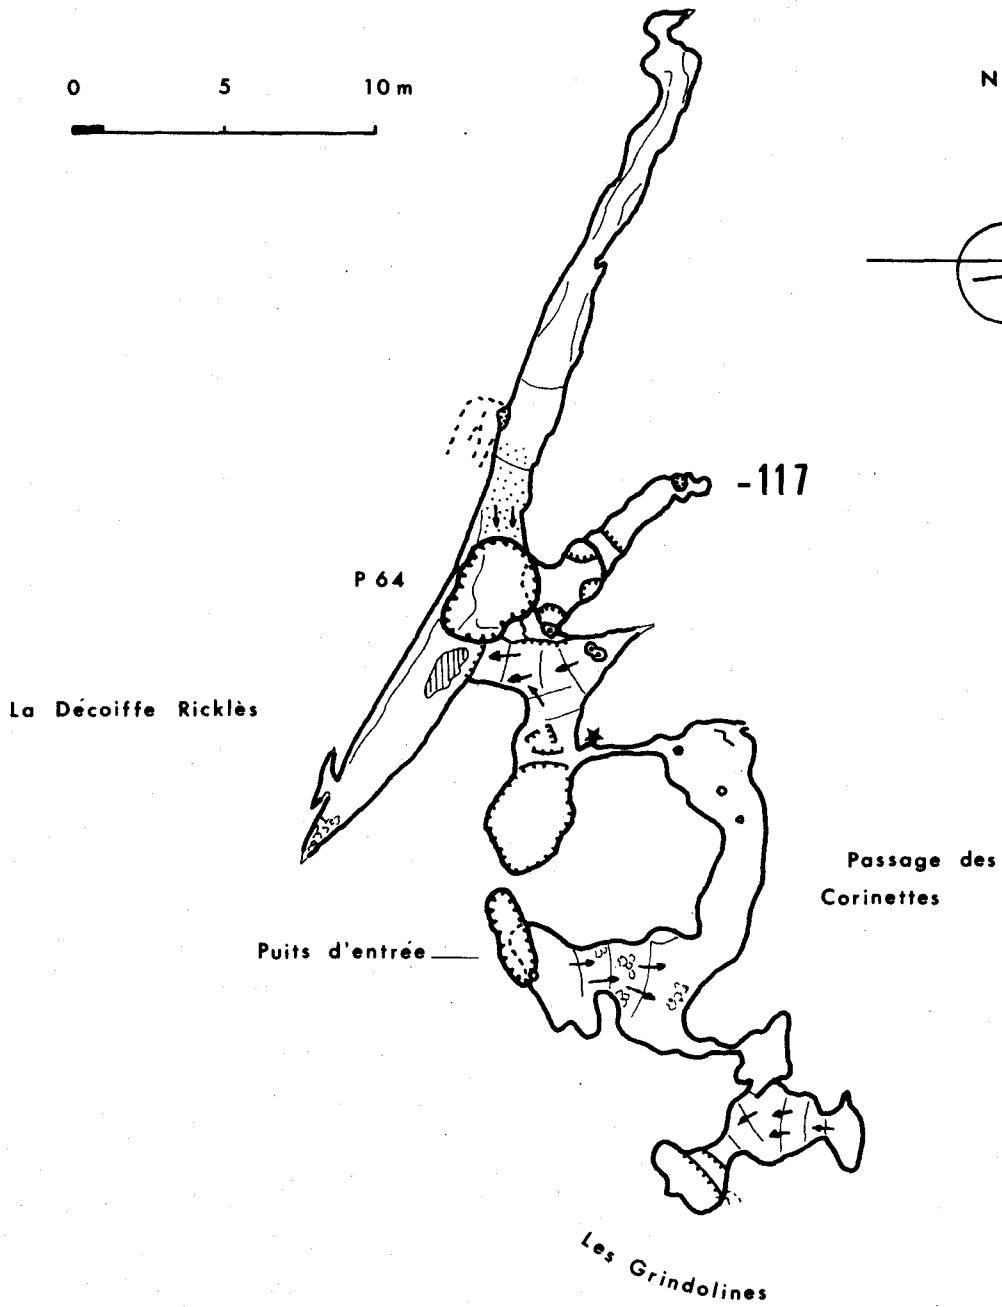 0 5 10 m
N
-117
P 64
La Décoiffe Ricklès
Passage des
Corinettes
Puits d'entrée
Les Grindolines